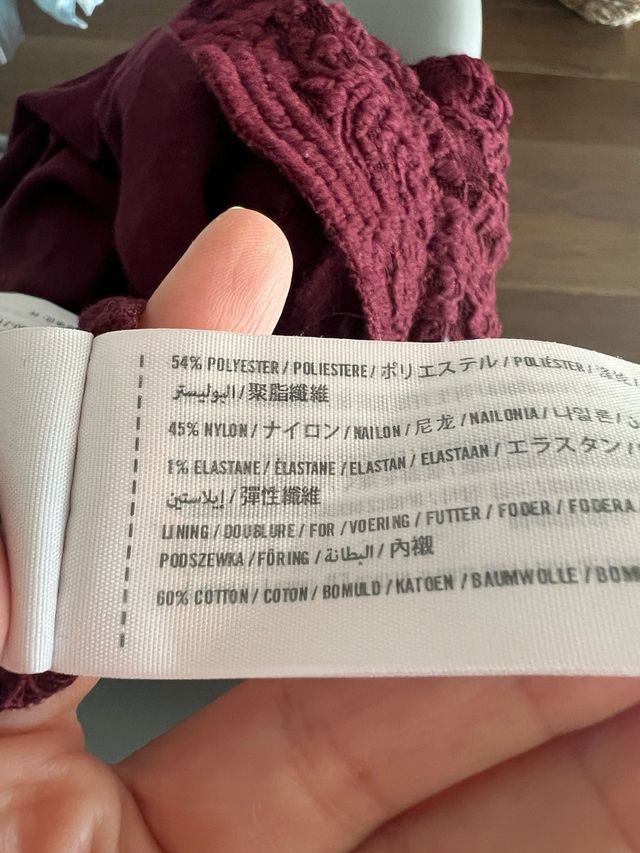 54% POLYESTER / POLIESTERE / ポリエステル / POLIÉSTER /
البوليستر / 聚脂纖維
45% NYLON / ナイロン / NAILON / 尼龙 / NAILONIA / 나일론 /
1% ELASTANE / ÉLASTANE / ELASTAN / ELASTAAN / エラスタン /
إيلاستين / 彈性纖維
LINING / DOUBLURE / FOR / VOERING / FUTTER / FODER / FODERA
PODSZEWKA / FÖRING / البطانة / 內襯
60% COTTON / COTON / BOMULD / KATOEN / BAUMWOLLE /